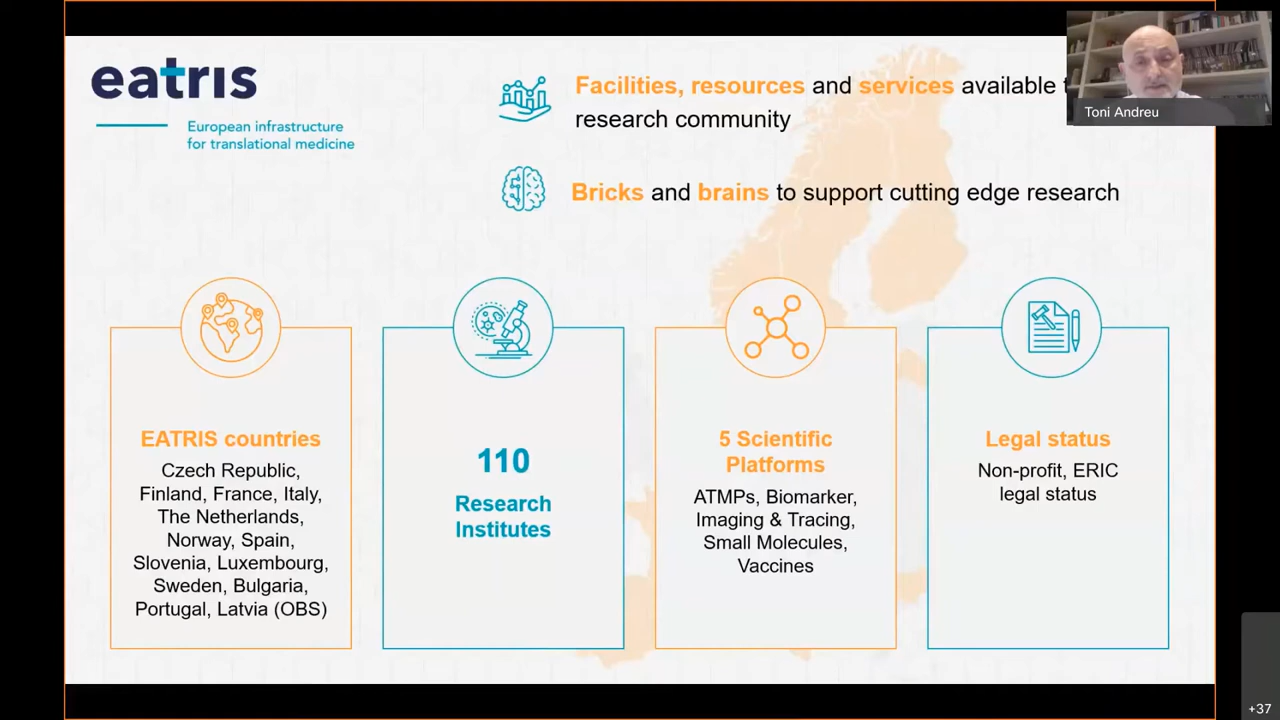 eatris
European infrastructure
for translational medicine
Facilities, resources and services available
research community
Bricks and brains to support cutting edge research
Toni Andreu
EATRIS countries
Czech Republic,
Finland, France, Italy,
The Netherlands,
Norway, Spain,
Slovenia, Luxembourg,
Sweden, Bulgaria,
Portugal, Latvia (OBS)
110
Research
Institutes
5 Scientific
Platforms
ATMPs, Biomarker,
Imaging & Tracing,
Small Molecules,
Vaccines
Legal status
Non-profit, ERIC
legal status
+37